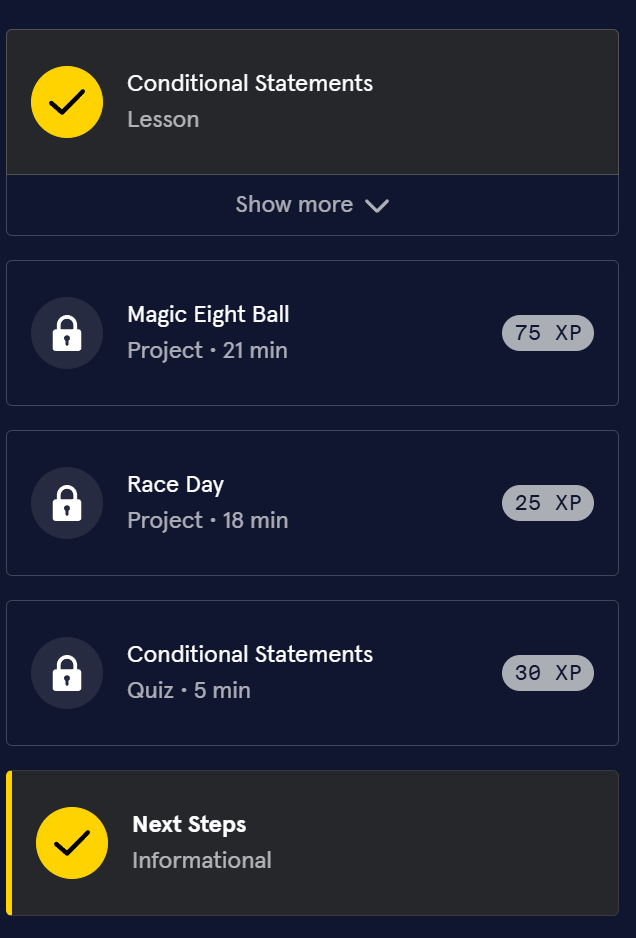 Conditional Statements
Lesson
Show more
Magic Eight Ball
Project • 21 min
75 XP
Race Day
Project • 18 min
25 XP
Conditional Statements
Quiz • 5 min
30 XP
Next Steps
Informational